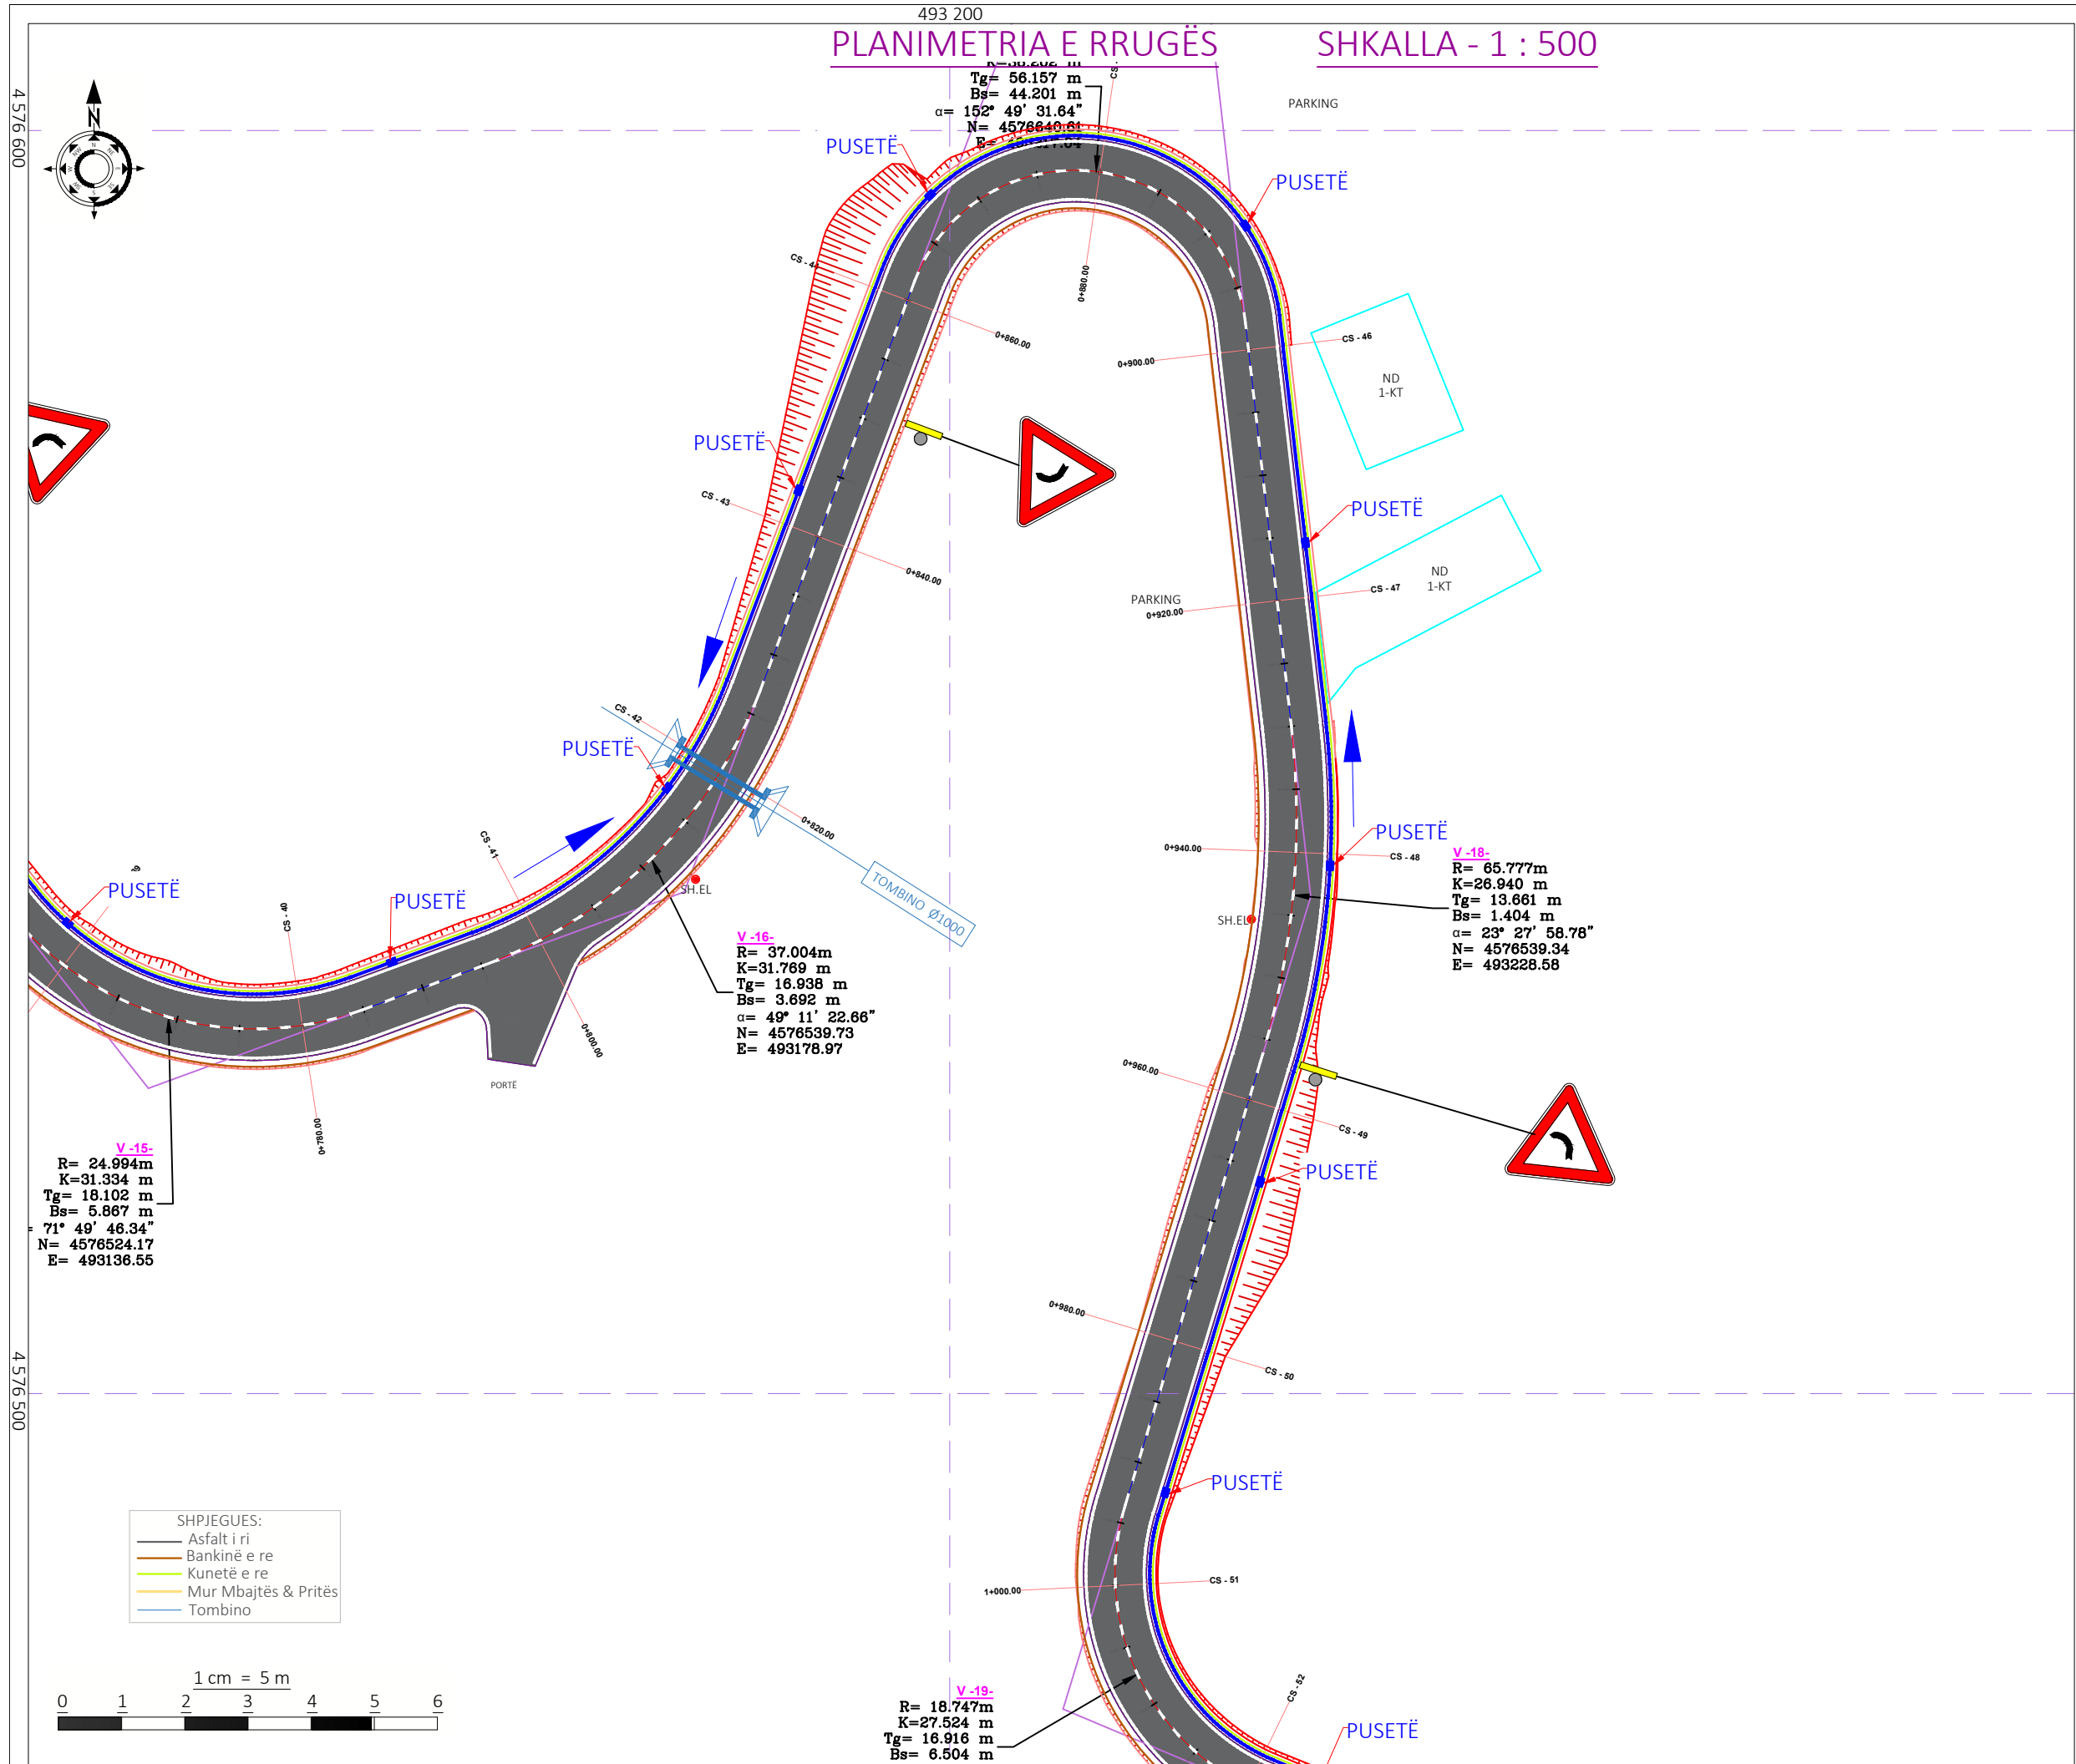 493 200
PLANIMETRIA E RRUGËS
SHKALLA - 1 : 500
4 576 600
4 576 500
N
Tg= 56.157 m
Bs= 44.201 m
α= 152° 49' 31.64"
N= 4576640.61
CS -
PARKING
PUSETË
PUSETË
CS - 44
0+860.00
0+880.00
0+900.00
CS - 46
ND
1-KT
PUSETË
CS - 43
0+840.00
PUSETË
ND
1-KT
PARKING
0+920.00
CS - 47
CS - 42
PUSETË
0+820.00
TOMBINO Ø1000
CS - 41
SH.EL
PUSETË
PUSETË
CS - 40
0+940.00
CS - 48
PUSETË
SH.EL
V -18-
R= 65.777m
K=26.940 m
Tg= 13.661 m
Bs= 1.404 m
α= 23° 27' 58.78"
N= 4576539.34
E= 493228.58
V -16-
R= 37.004m
K=31.769 m
Tg= 16.938 m
Bs= 3.692 m
α= 49° 11' 22.66"
N= 4576539.73
E= 493178.97
0+800.00
PORTË
0+780.00
0+960.00
CS - 49
PUSETË
V -15-
R= 24.994m
K=31.334 m
Tg= 18.102 m
Bs= 5.867 m
= 71° 49' 46.34"
N= 4576524.17
E= 493136.55
0+980.00
CS - 50
PUSETË
1+000.00
CS - 51
CS - 52
PUSETË
V -19-
R= 18.747m
K=27.524 m
Tg= 16.916 m
Bs= 6.504 m
SHPJEGUES:
Asfalt i ri
Bankinë e re
Kunetë e re
Mur Mbajtës & Pritës
Tombino
1 cm = 5 m
0 1 2 3 4 5 6